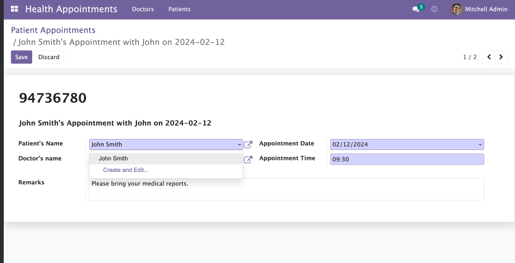 Health Appointments Doctors Patients 5 Mitchell Admin
Patient Appointments
/ John Smith's Appointment with John on 2024-02-12
Save Discard 1 / 2
94736780
John Smith's Appointment with John on 2024-02-12
Patient's Name John Smith Appointment Date 02/12/2024
Doctor's name John Smith Appointment Time 09:30
Create and Edit...
Remarks Please bring your medical reports.